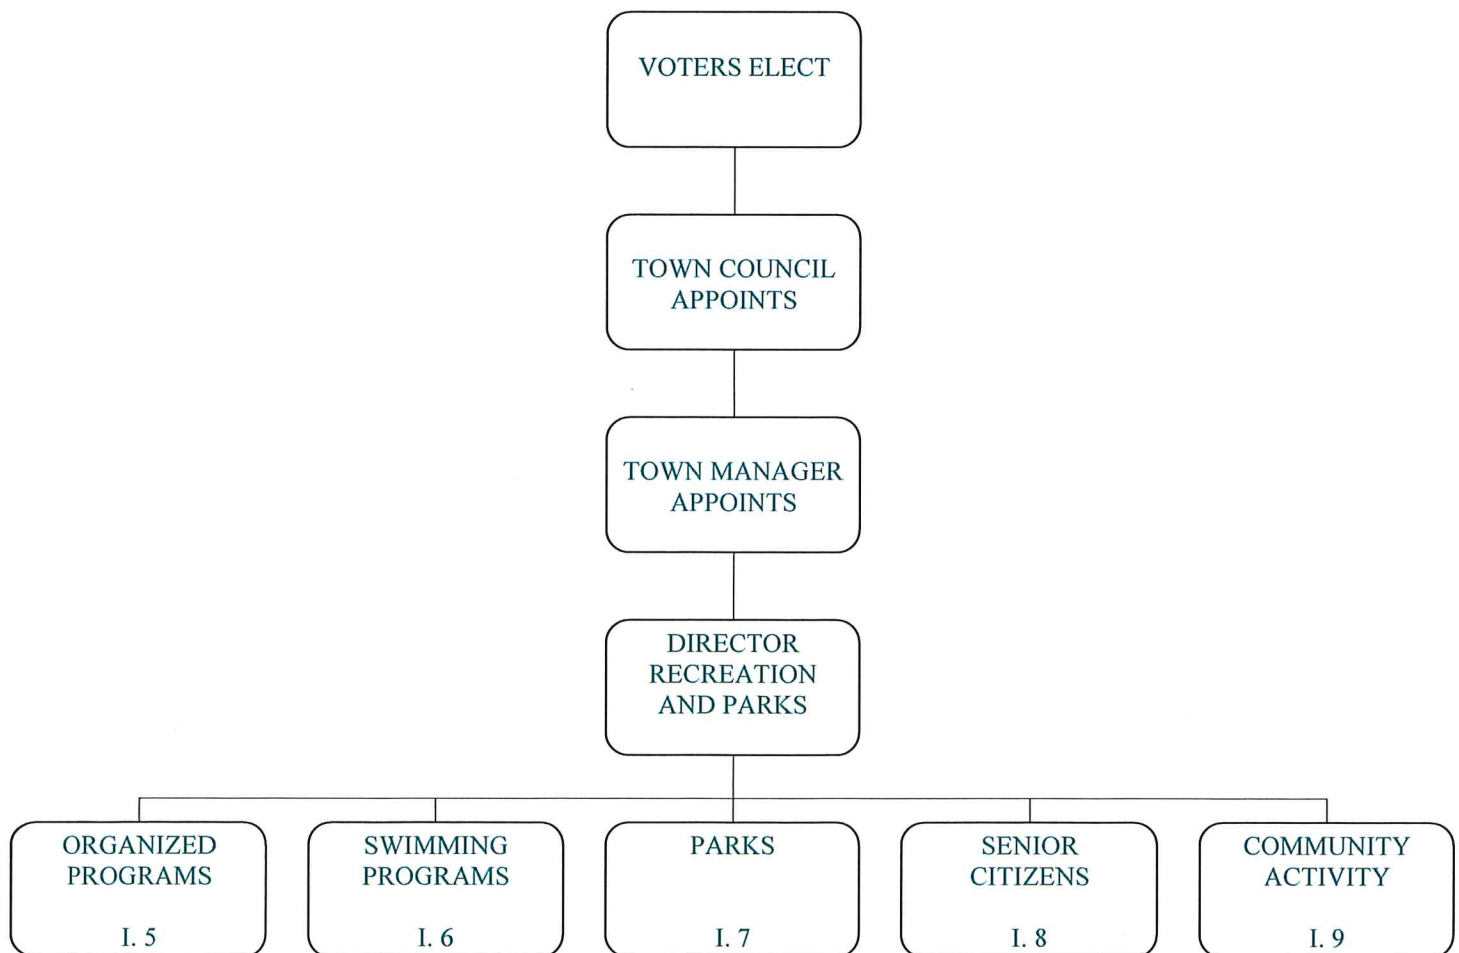 VOTERS ELECT
TOWN COUNCIL
APPOINTS
TOWN MANAGER
APPOINTS
DIRECTOR
RECREATION
AND PARKS
ORGANIZED
PROGRAMS
I. 5
SWIMMING
PROGRAMS
I. 6
PARKS
I. 7
SENIOR
CITIZENS
I. 8
COMMUNITY
ACTIVITY
I. 9